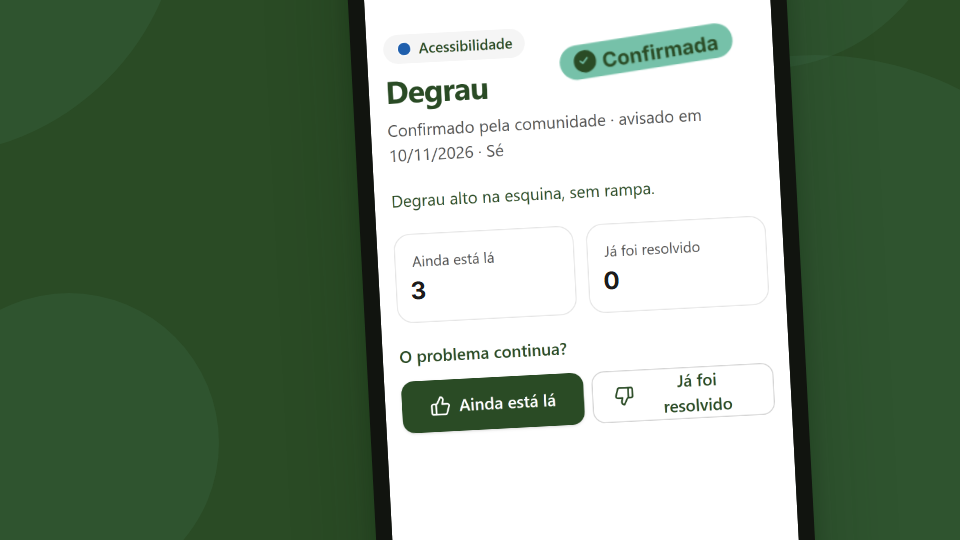 Acessibilidade
Confirmada
Degrau
Confirmado pela comunidade · avisado em
10/11/2026 · Sé
Degrau alto na esquina, sem rampa.
Ainda está lá
3
Já foi resolvido
0
O problema continua?
Ainda está lá
Já foi
resolvido